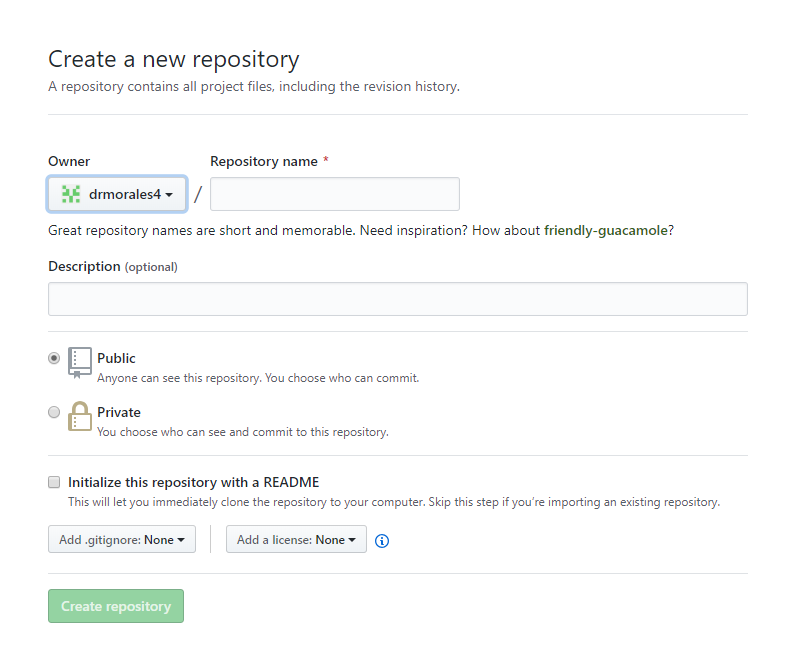 Create a new repository
A repository contains all project files, including the revision history.
Owner
Repository name *
drmorales4
/
Great repository names are short and memorable. Need inspiration? How about friendly-guacamole?
Description (optional)
Public
Anyone can see this repository. You choose who can commit.
Private
You choose who can see and commit to this repository.
Initialize this repository with a README
This will let you immediately clone the repository to your computer. Skip this step if you’re importing an existing repository.
Add .gitignore: None
Add a license: None
Create repository